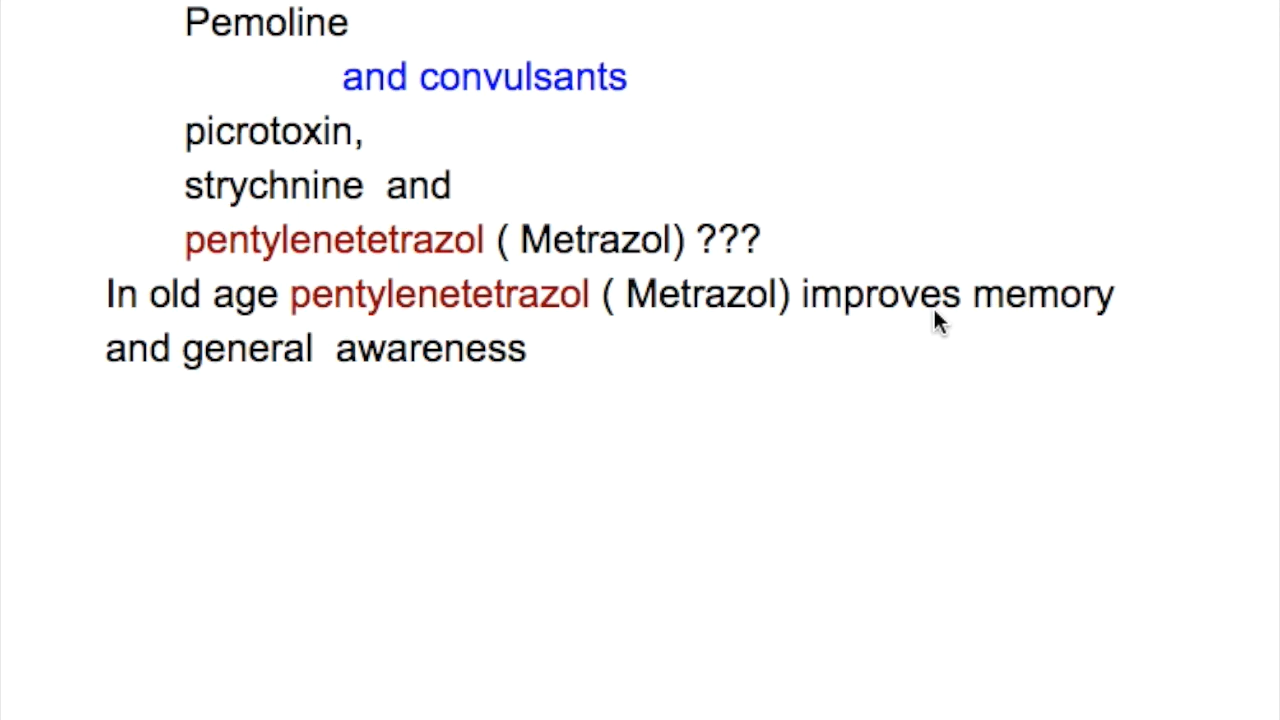 Pemoline
and convulsants
picrotoxin,
strychnine  and
pentylenetetrazol ( Metrazol) ???
In old age pentylenetetrazol ( Metrazol) improves memory
and general  awareness